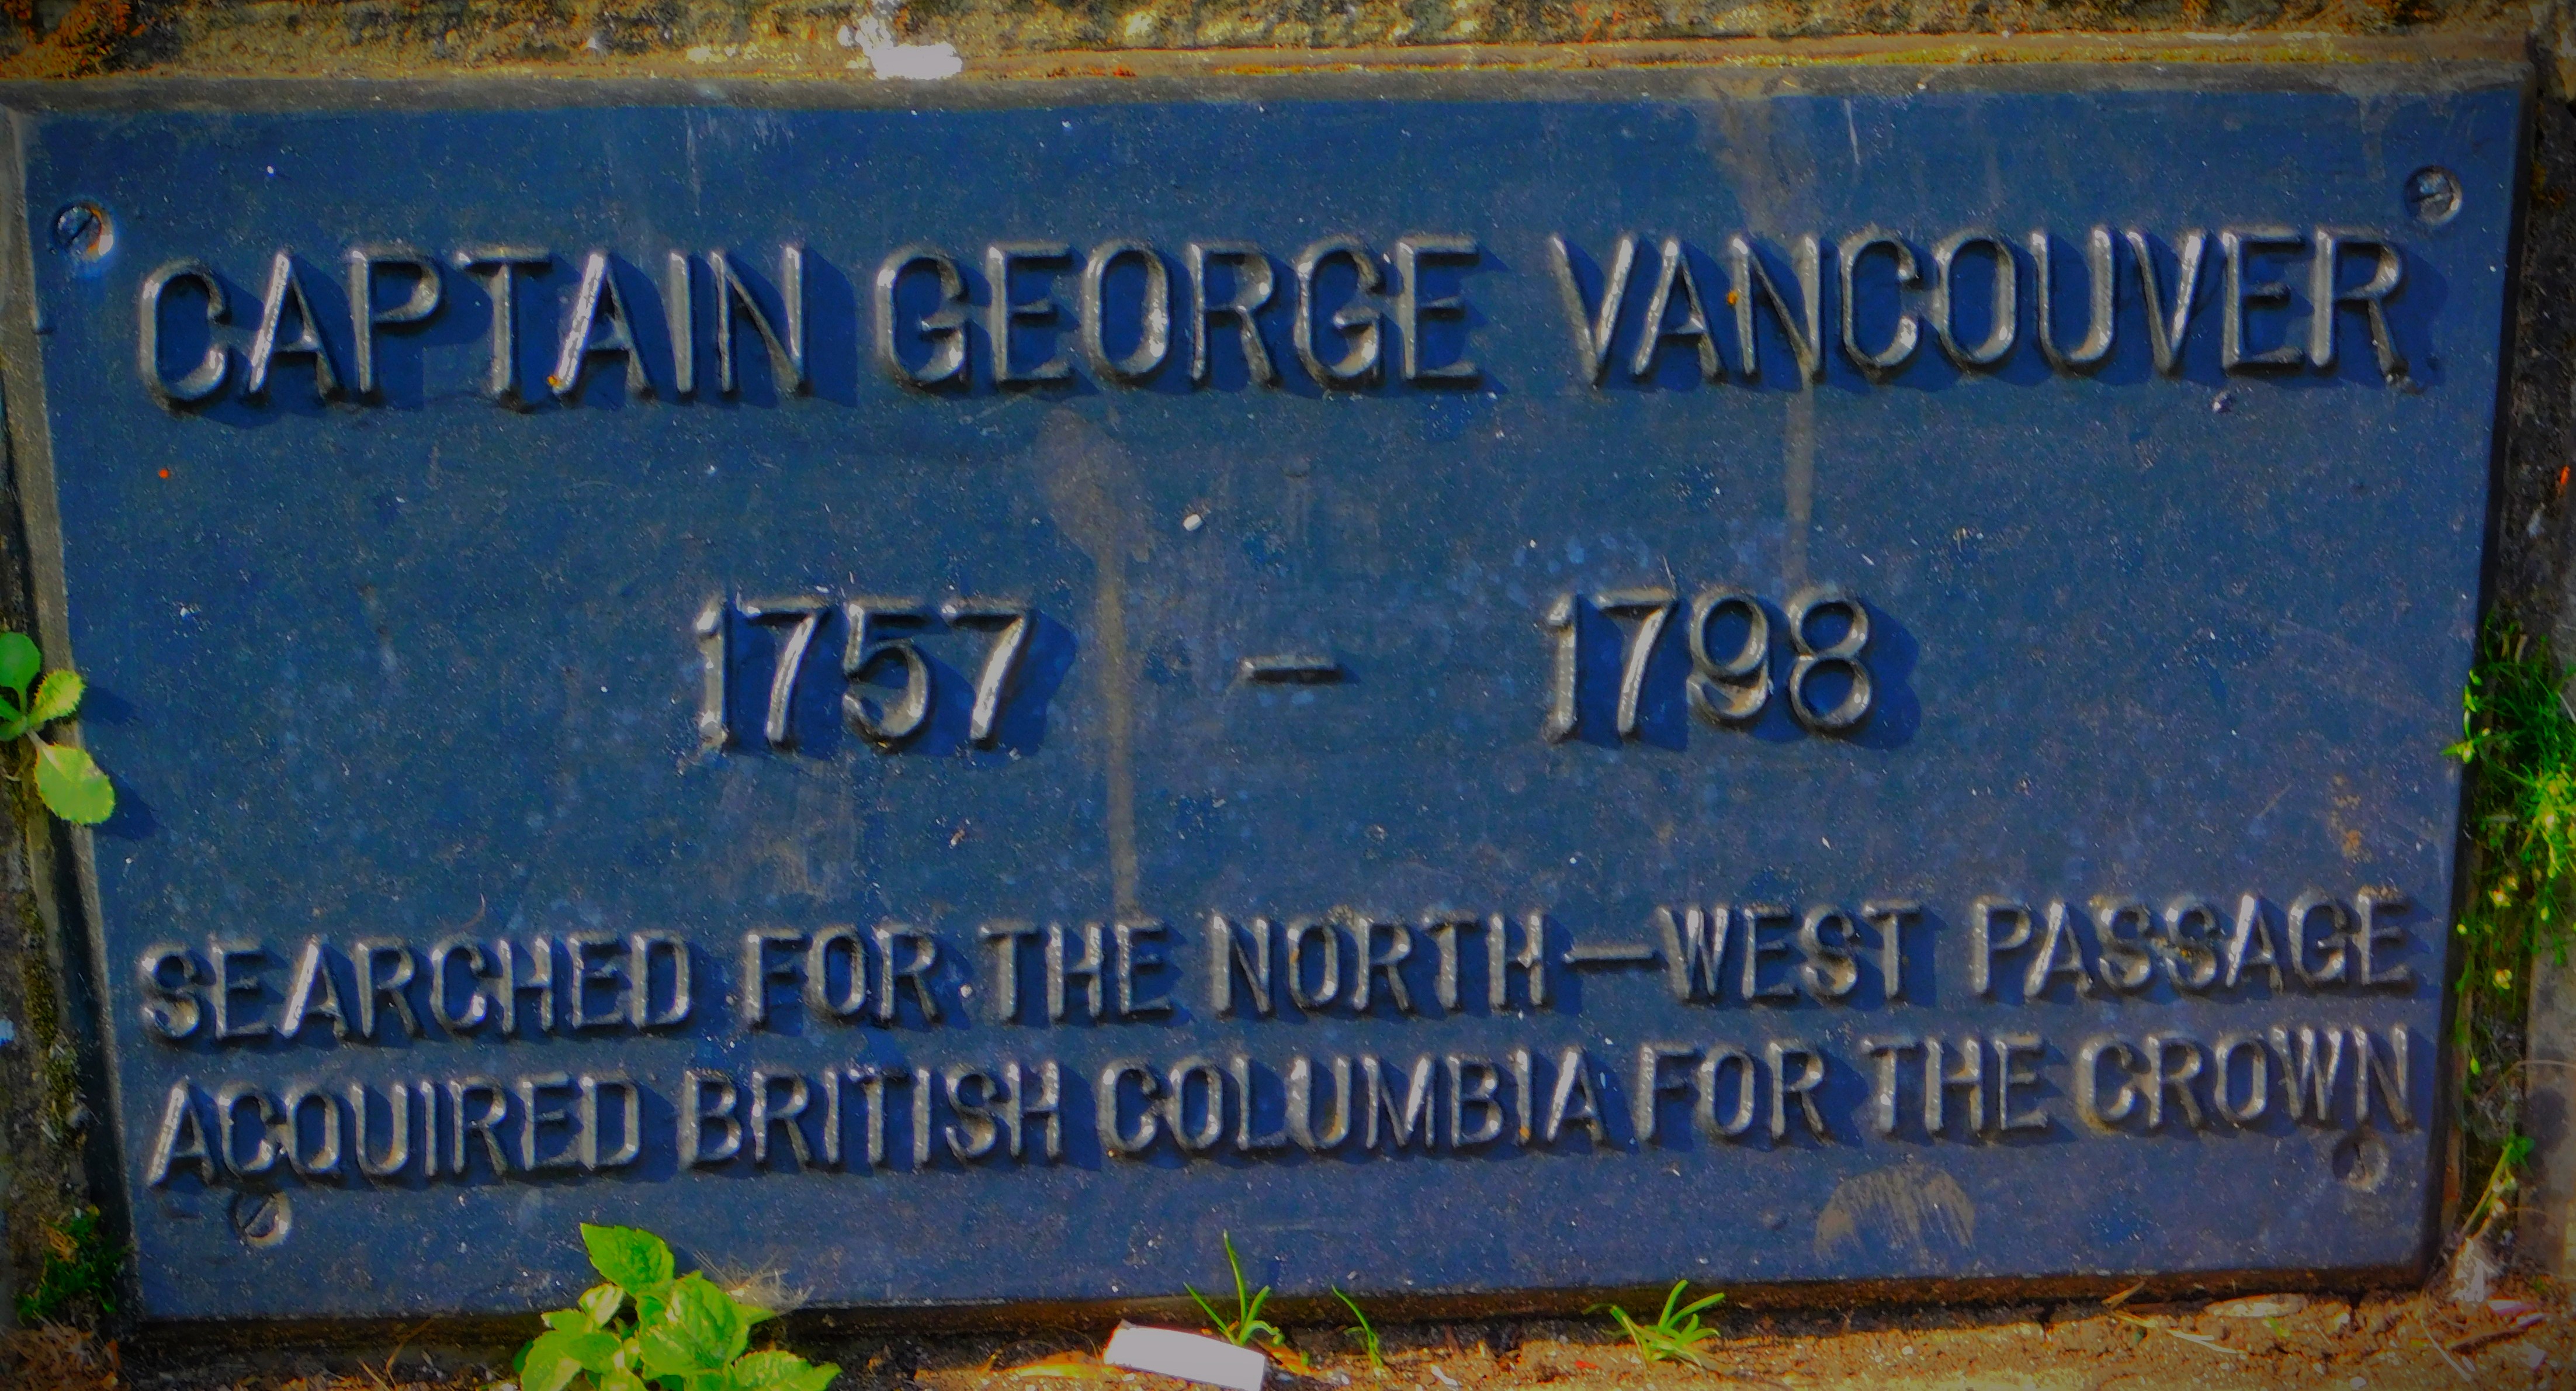 CAPTAIN GEORGE VANCOUVER
1757 - 1798
SEARCHED FOR THE NORTH-WEST PASSAGE
ACQUIRED BRITISH COLUMBIA FOR THE CROWN